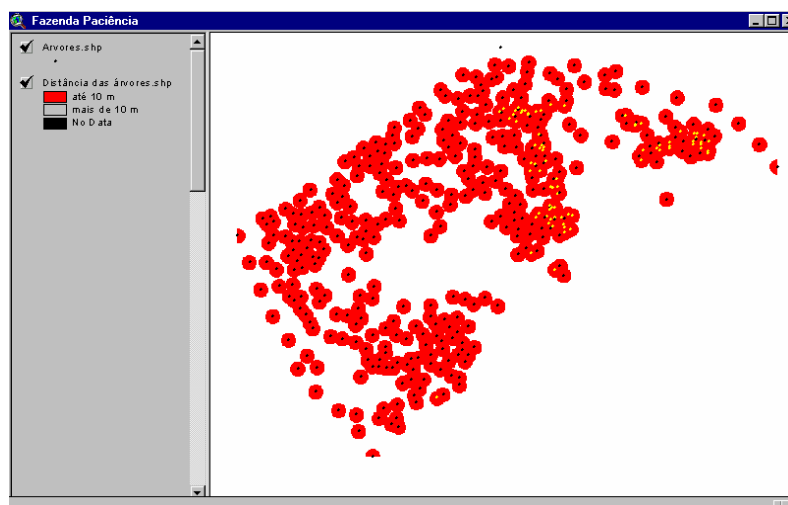 Fazenda Paciência
Arvores.shp
Distância das árvores.shp
até 10 m
mais de 10 m
No Data